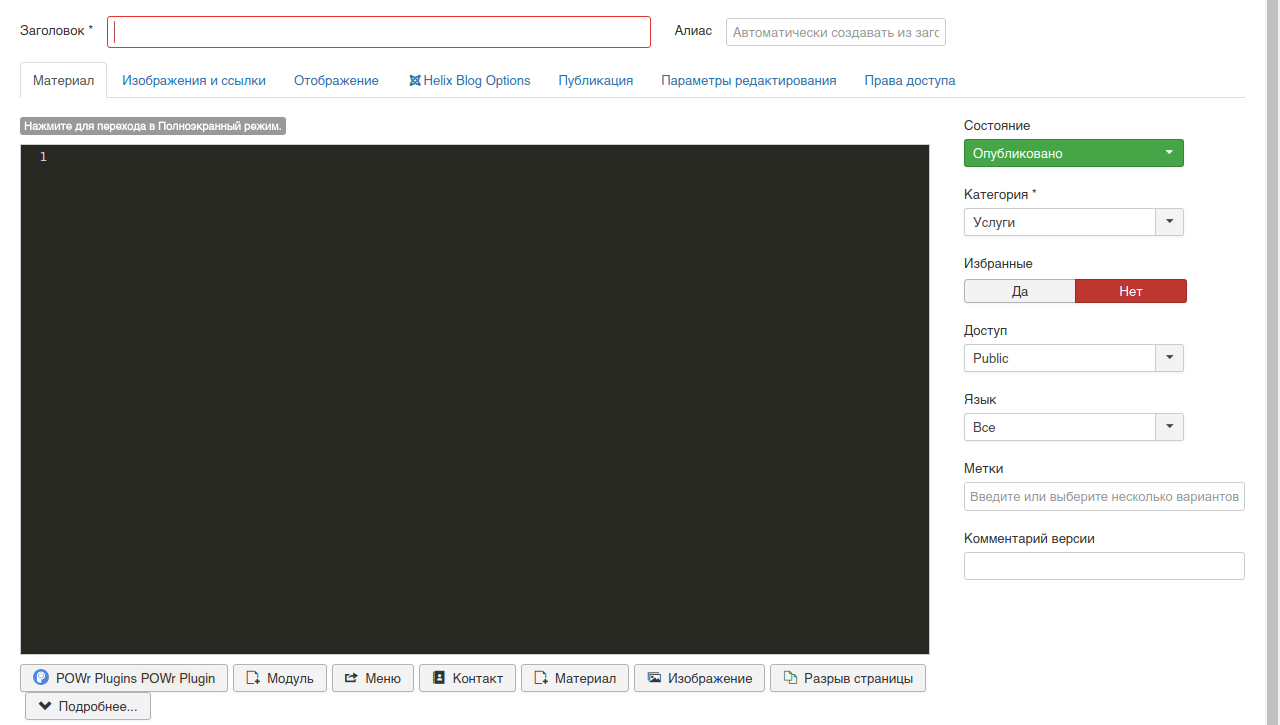 Заголовок *
Алиас
Автоматически создавать из заго
Материал
Изображения и ссылки
Отображение
Helix Blog Options
Публикация
Параметры редактирования
Права доступа
Нажмите для перехода в Полноэкранный режим.
1
Состояние
Опубликовано
Категория *
Услуги
Избранные
Да
Нет
Доступ
Public
Язык
Все
Метки
Введите или выберите несколько вариантов
Комментарий версии
POWr Plugins POWr Plugin
Модуль
Меню
Контакт
Материал
Изображение
Разрыв страницы
Подробнее...